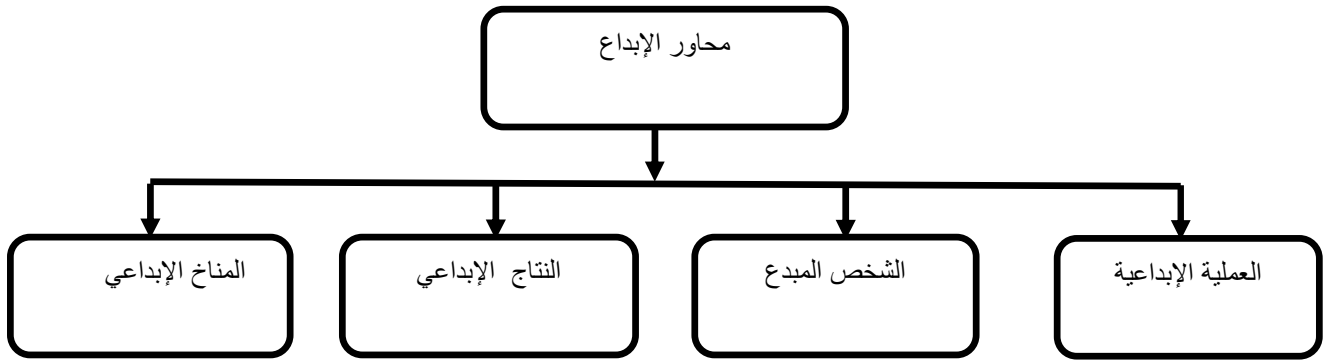 محاور الإبداع
العملية الإبداعية
الشخص المبدع
النتاج الإبداعي
المناخ الإبداعي